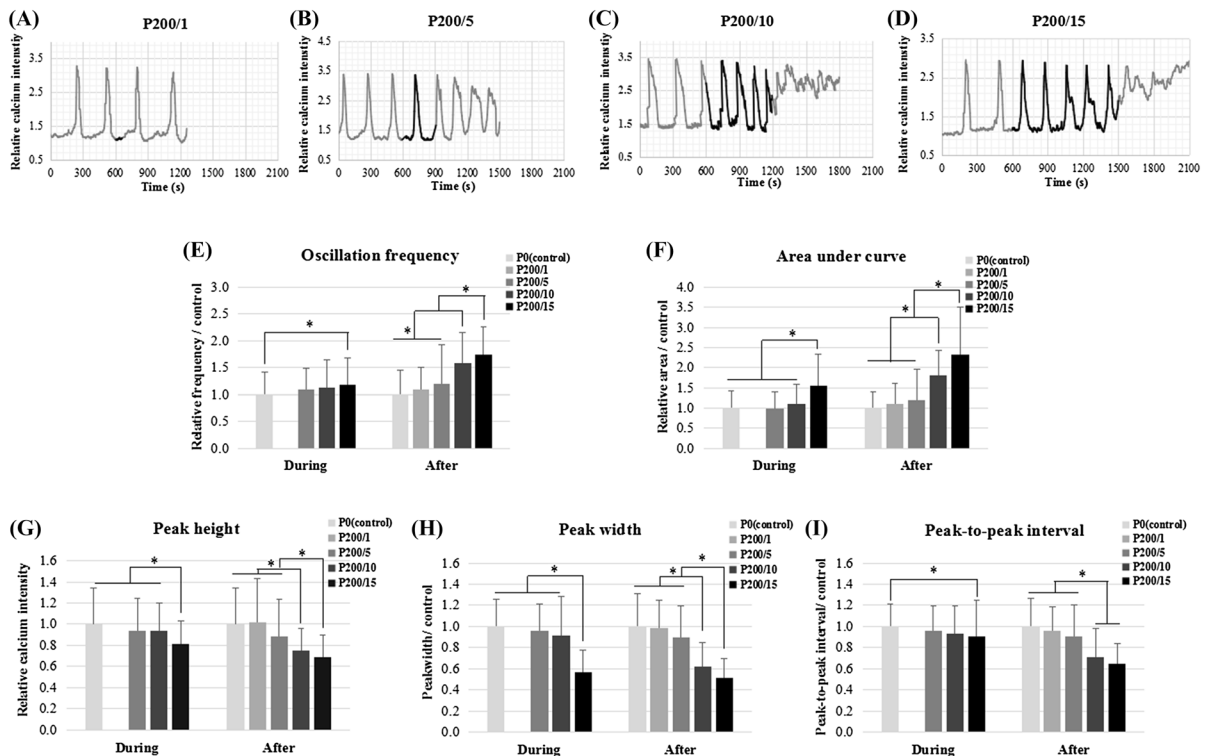 (A)
P200/1
Relative calcium intenstiy
3.5
2.5
1.5
0.5
0 300 600 900 1200 1500 1800 2100
Time (s)
(B)
P200/5
Relative calcium intenstiy
4.5
3.5
2.5
1.5
0.5
0 300 600 900 1200 1500 1800 2100
Time (s)
(C)
P200/10
Relative calcium intenstiy
3.5
2.5
1.5
0.5
0 300 600 900 1200 1500 1800 2100
Time (s)
(D)
P200/15
Relative calcium intenstiy
3.5
2.5
1.5
0.5
0 300 600 900 1200 1500 1800 2100
Time (s)
(E)
Oscillation frequency
P0(control)
P200/1
P200/5
P200/10
P200/15
Relative frequency / control
3.0
2.5
2.0
1.5
1.0
0.5
0.0
* * *
During After
(F)
Area under curve
P0(control)
P200/1
P200/5
P200/10
P200/15
Relative area/ control
4.0
3.5
3.0
2.5
2.0
1.5
1.0
0.5
0.0
* * *
During After
(G)
Peak height
P0(control)
P200/1
P200/5
P200/10
P200/15
Relative calcium intensity
1.6
1.4
1.2
1.0
0.8
0.6
0.4
0.2
0.0
* * *
During After
(H)
Peak width
P0(control)
P200/1
P200/5
P200/10
P200/15
Peakwidth/ control
1.6
1.4
1.2
1.0
0.8
0.6
0.4
0.2
0.0
* * *
During After
(I)
Peak-to-peak interval
P0(control)
P200/1
P200/5
P200/10
P200/15
Peak-to-peak interval/ control
1.6
1.4
1.2
1.0
0.8
0.6
0.4
0.2
0.0
* *
During After